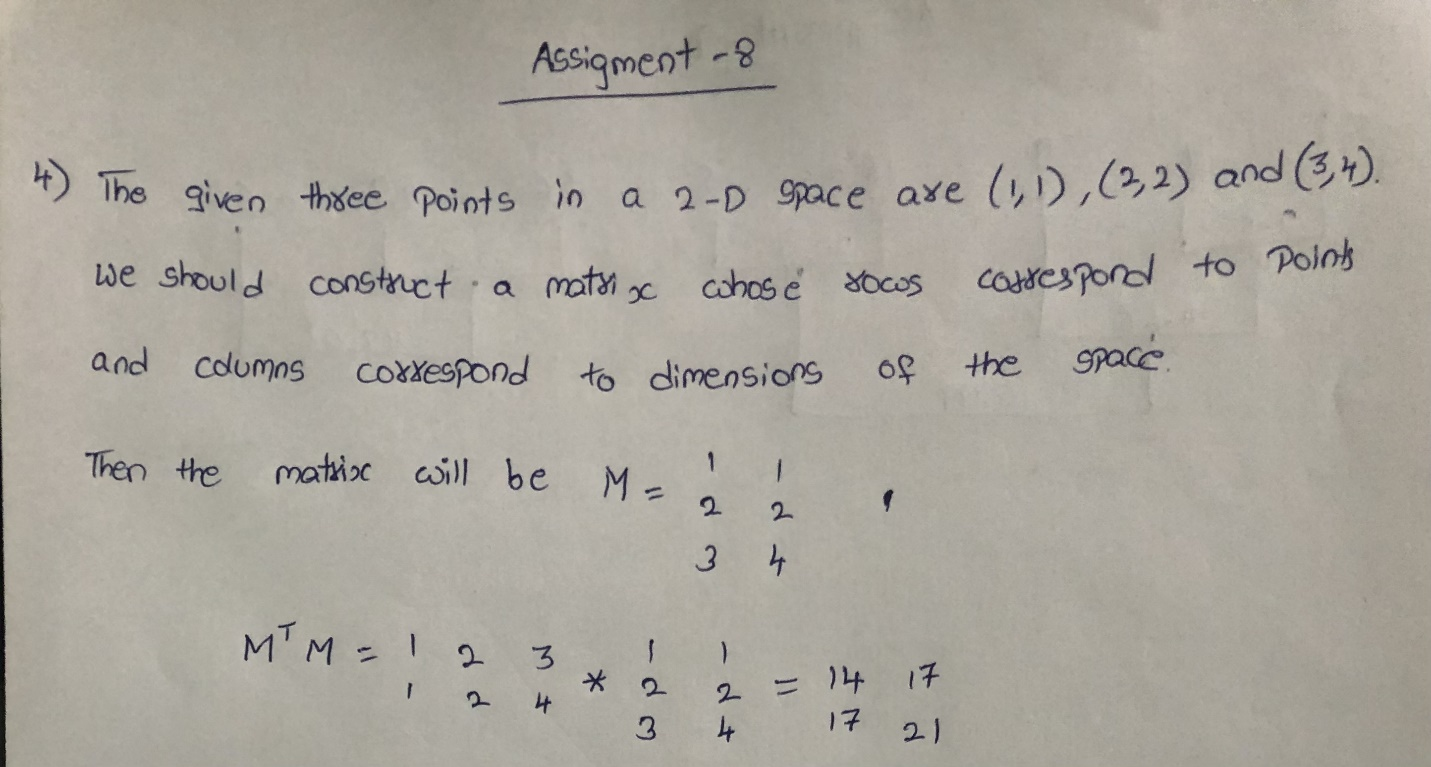 Assigment - 8
4) The given three points in a 2-D space are (1,1), (2,2) and (3,4).
we should construct a matrix whose rows correspond to points
and columns correspond to dimensions of the space.
Then the matrix will be M = 1 1
2 2
3 4
MᵀM = 1 2 3 * 1 1 = 14 17
1 2 4 2 2 17 21
3 4